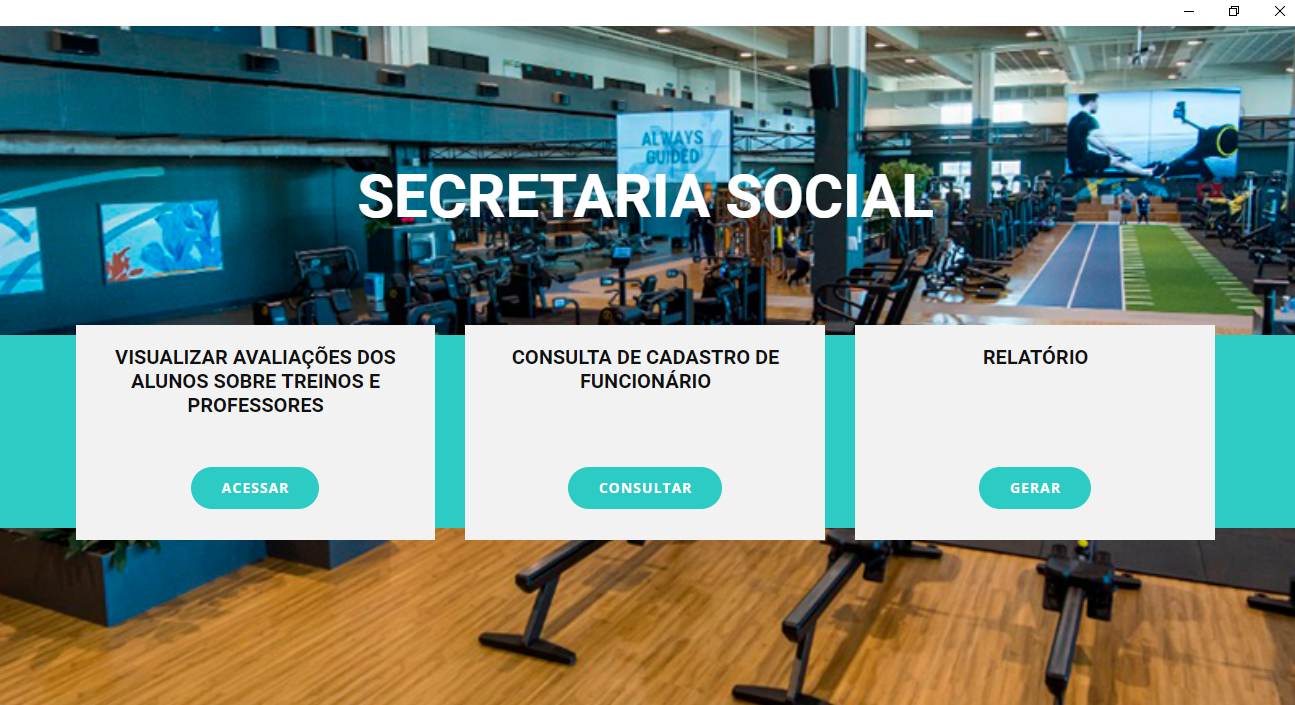 ALWAYS
GUIDED
SECRETARIA SOCIAL
VISUALIZAR AVALIAÇÕES DOS
ALUNOS SOBRE TREINOS E
PROFESSORES
ACESSAR
CONSULTA DE CADASTRO DE
FUNCIONÁRIO
CONSULTAR
RELATÓRIO
GERAR